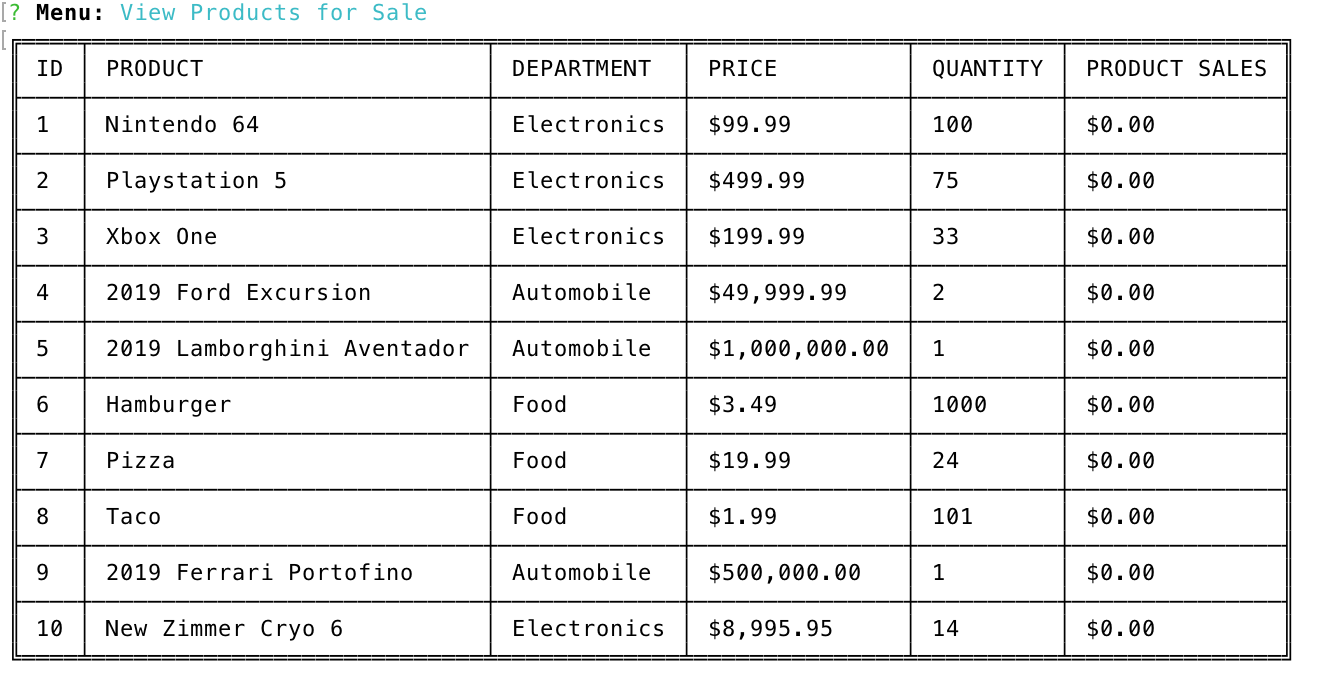 ? Menu: View Products for Sale
ID PRODUCT DEPARTMENT PRICE QUANTITY PRODUCT SALES
1 Nintendo 64 Electronics $99.99 100 $0.00
2 Playstation 5 Electronics $499.99 75 $0.00
3 Xbox One Electronics $199.99 33 $0.00
4 2019 Ford Excursion Automobile $49,999.99 2 $0.00
5 2019 Lamborghini Aventador Automobile $1,000,000.00 1 $0.00
6 Hamburger Food $3.49 1000 $0.00
7 Pizza Food $19.99 24 $0.00
8 Taco Food $1.99 101 $0.00
9 2019 Ferrari Portofino Automobile $500,000.00 1 $0.00
10 New Zimmer Cryo 6 Electronics $8,995.95 14 $0.00